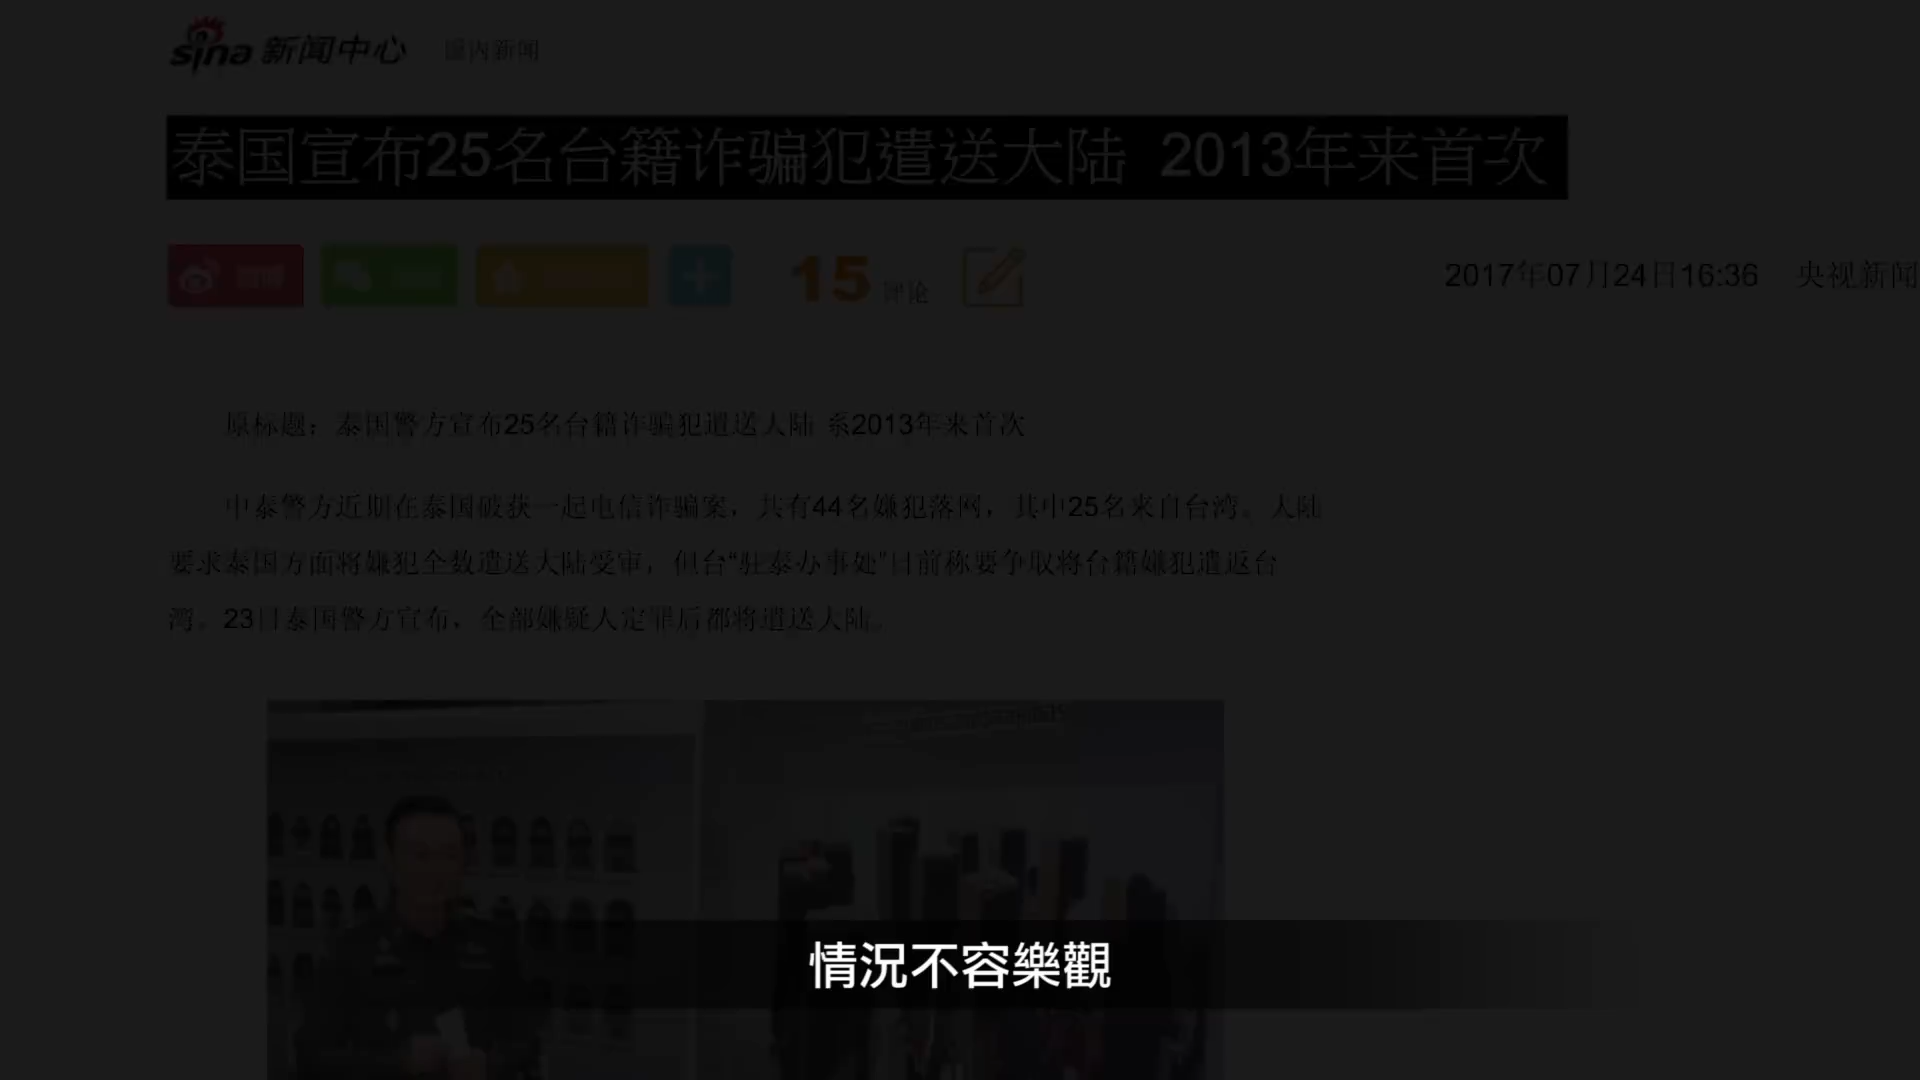 sina 新闻中心 国内新闻
泰国宣布25名台籍诈骗犯遣送大陆 2013年来首次
15 评论
2017年07月24日16:36 央视新闻
原标题：泰国警方宣布25名台籍诈骗犯遣送大陆 系2013年来首次
中泰警方近期在泰国破获一起电信诈骗案，共有44名嫌犯落网，其中25名来自台湾。大陆
要求泰国方面将嫌犯全数遣送大陆受审，但台“驻泰办事处”日前称要争取将台籍嫌犯遣返台
湾。23日泰国警方宣布，全部嫌疑人定罪后都将遣送大陆。
情況不容樂觀